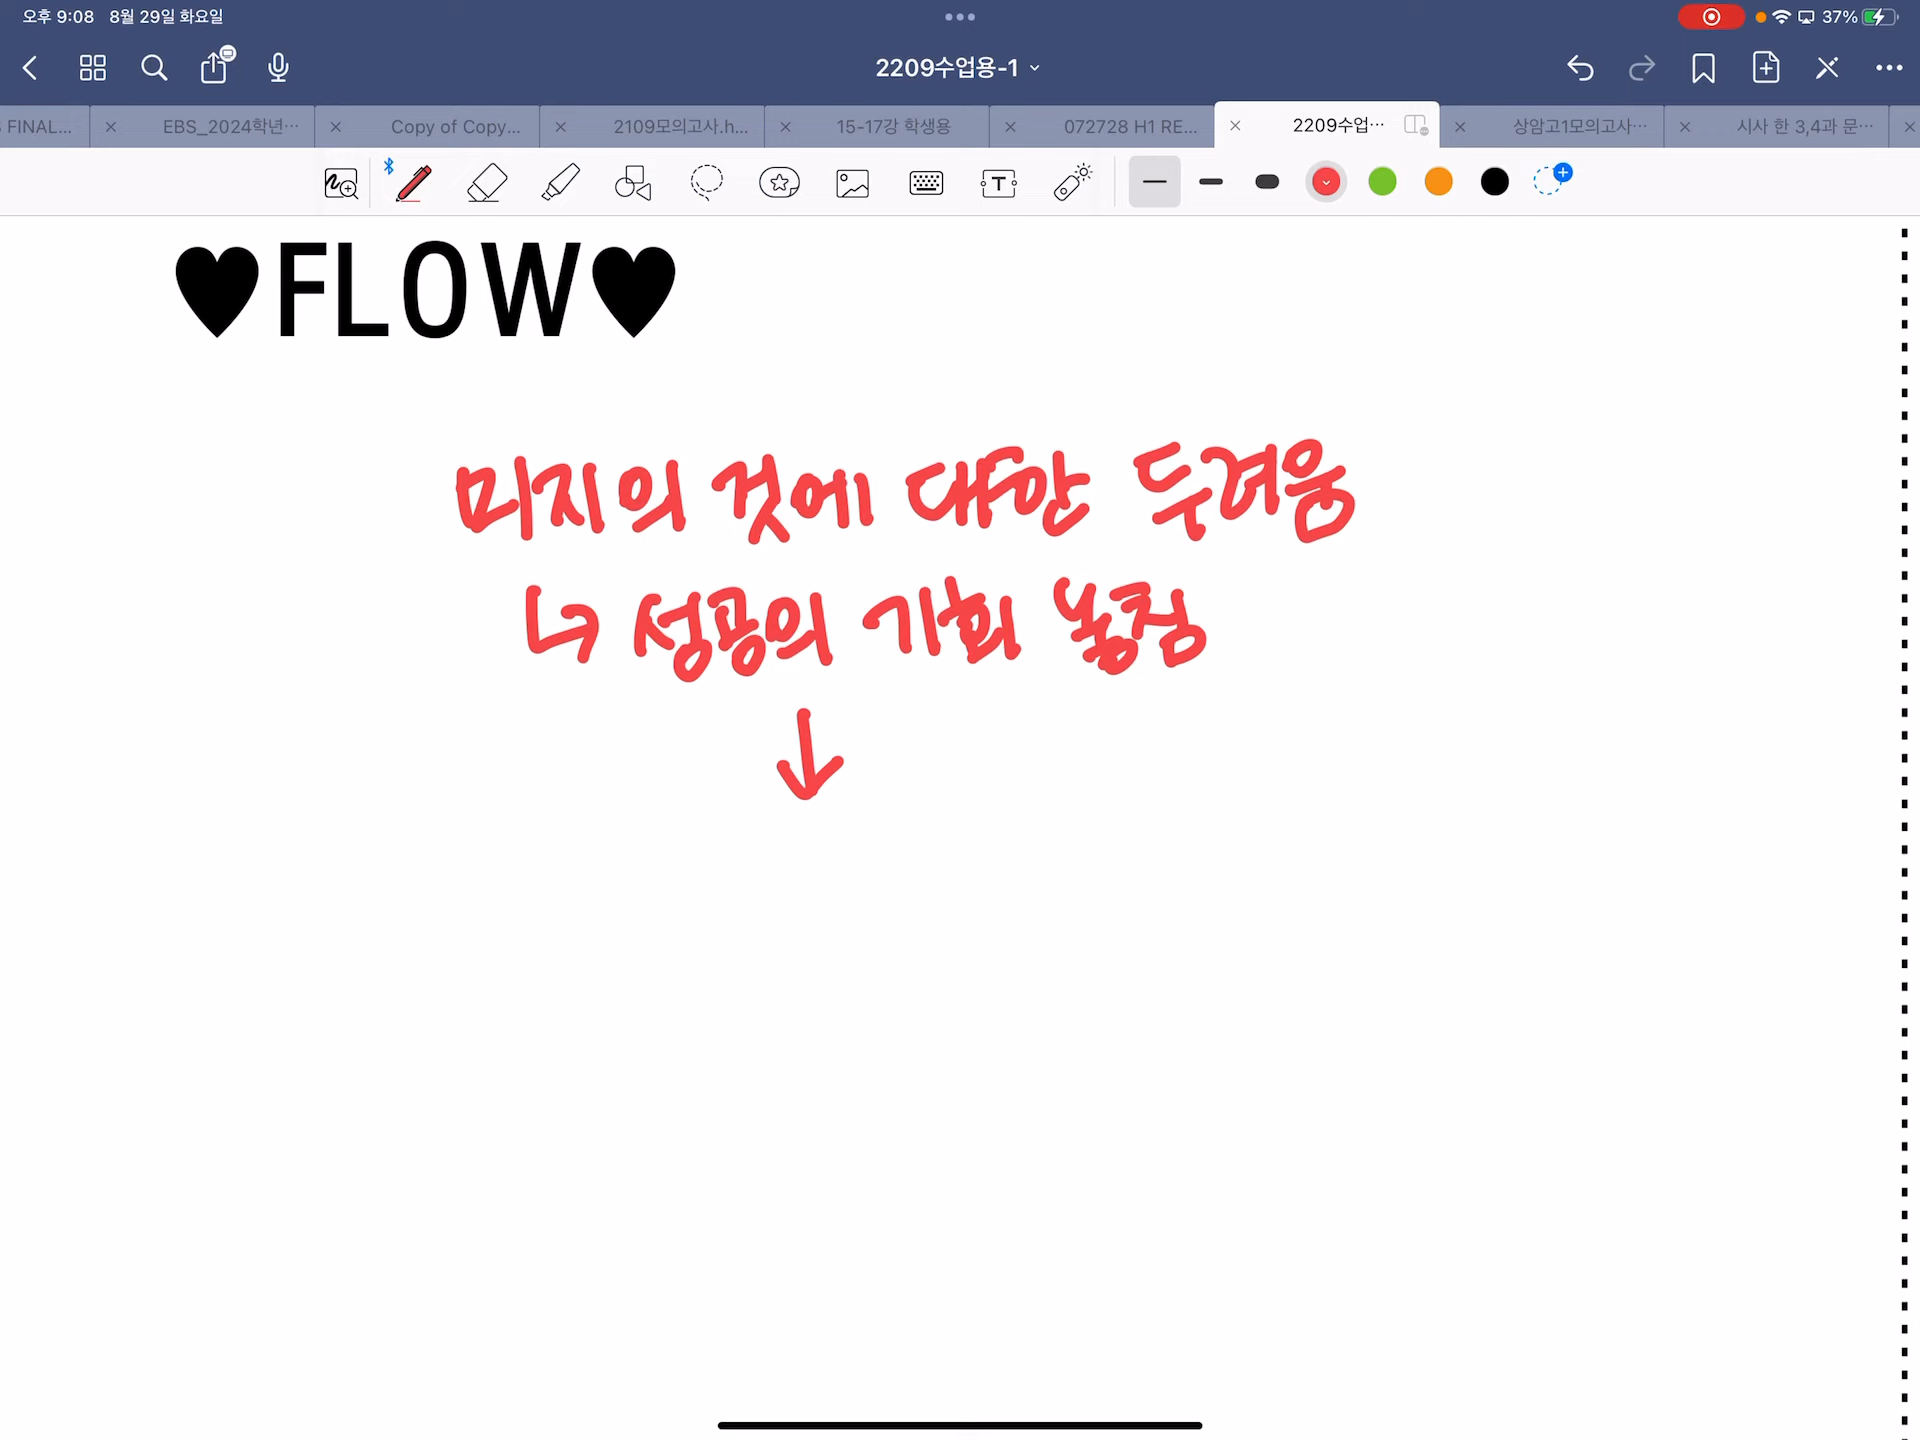 오후 9:08 8월 29일 화요일
37%
2209수업용-1
FINAL...
EBS_2024학년···
Copy of Copy...
2109모의고사.h...
15-17강 학생용
072728 H1 RE...
2209수업···
상암고1모의고사···
시사 한 3,4과 문···
T
♥FLOW♥
미지의 것에 대한 두려움
↳ 성공의 기회 놓침
↓